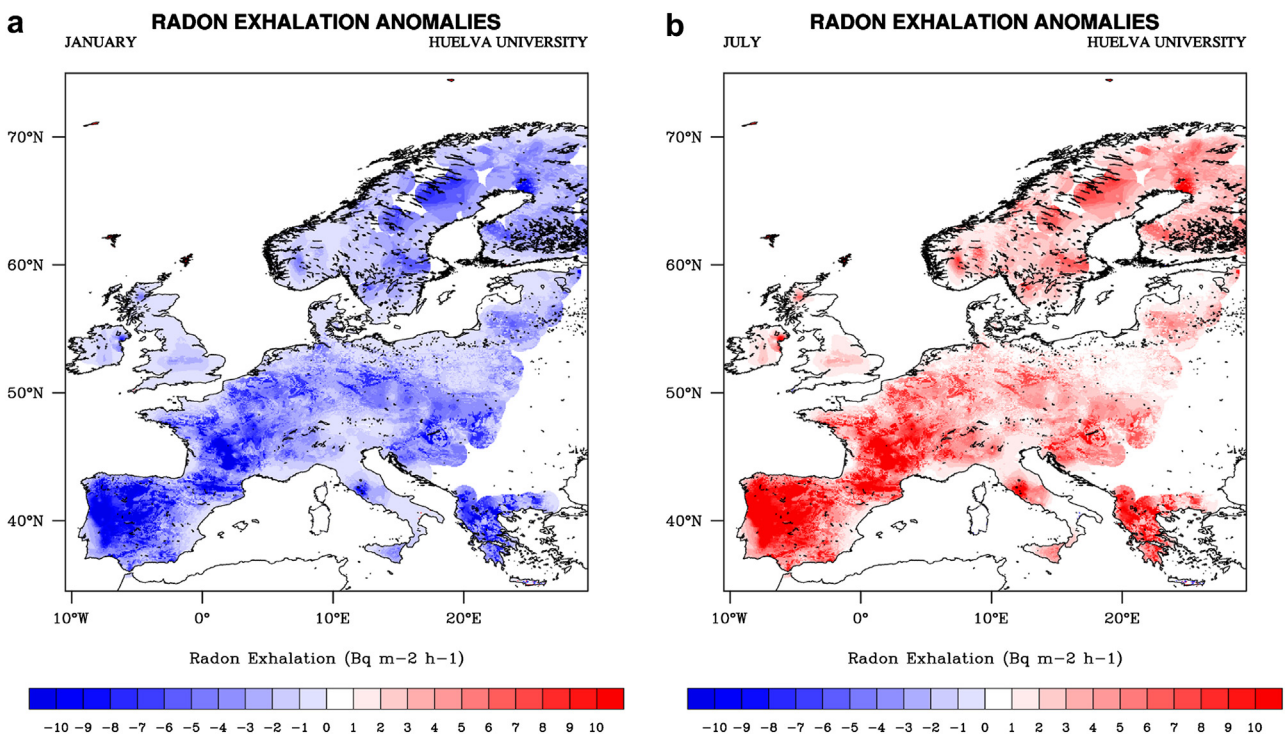 a
RADON EXHALATION ANOMALIES
JANUARY
HUELVA UNIVERSITY
70°N
60°N
50°N
40°N
10°W
0°
10°E
20°E
Radon Exhalation (Bq m−2 h−1)
−10 −9 −8 −7 −6 −5 −4 −3 −2 −1 0 1 2 3 4 5 6 7 8 9 10
b
RADON EXHALATION ANOMALIES
JULY
HUELVA UNIVERSITY
70°N
60°N
50°N
40°N
10°W
0°
10°E
20°E
Radon Exhalation (Bq m−2 h−1)
−10 −9 −8 −7 −6 −5 −4 −3 −2 −1 0 1 2 3 4 5 6 7 8 9 10